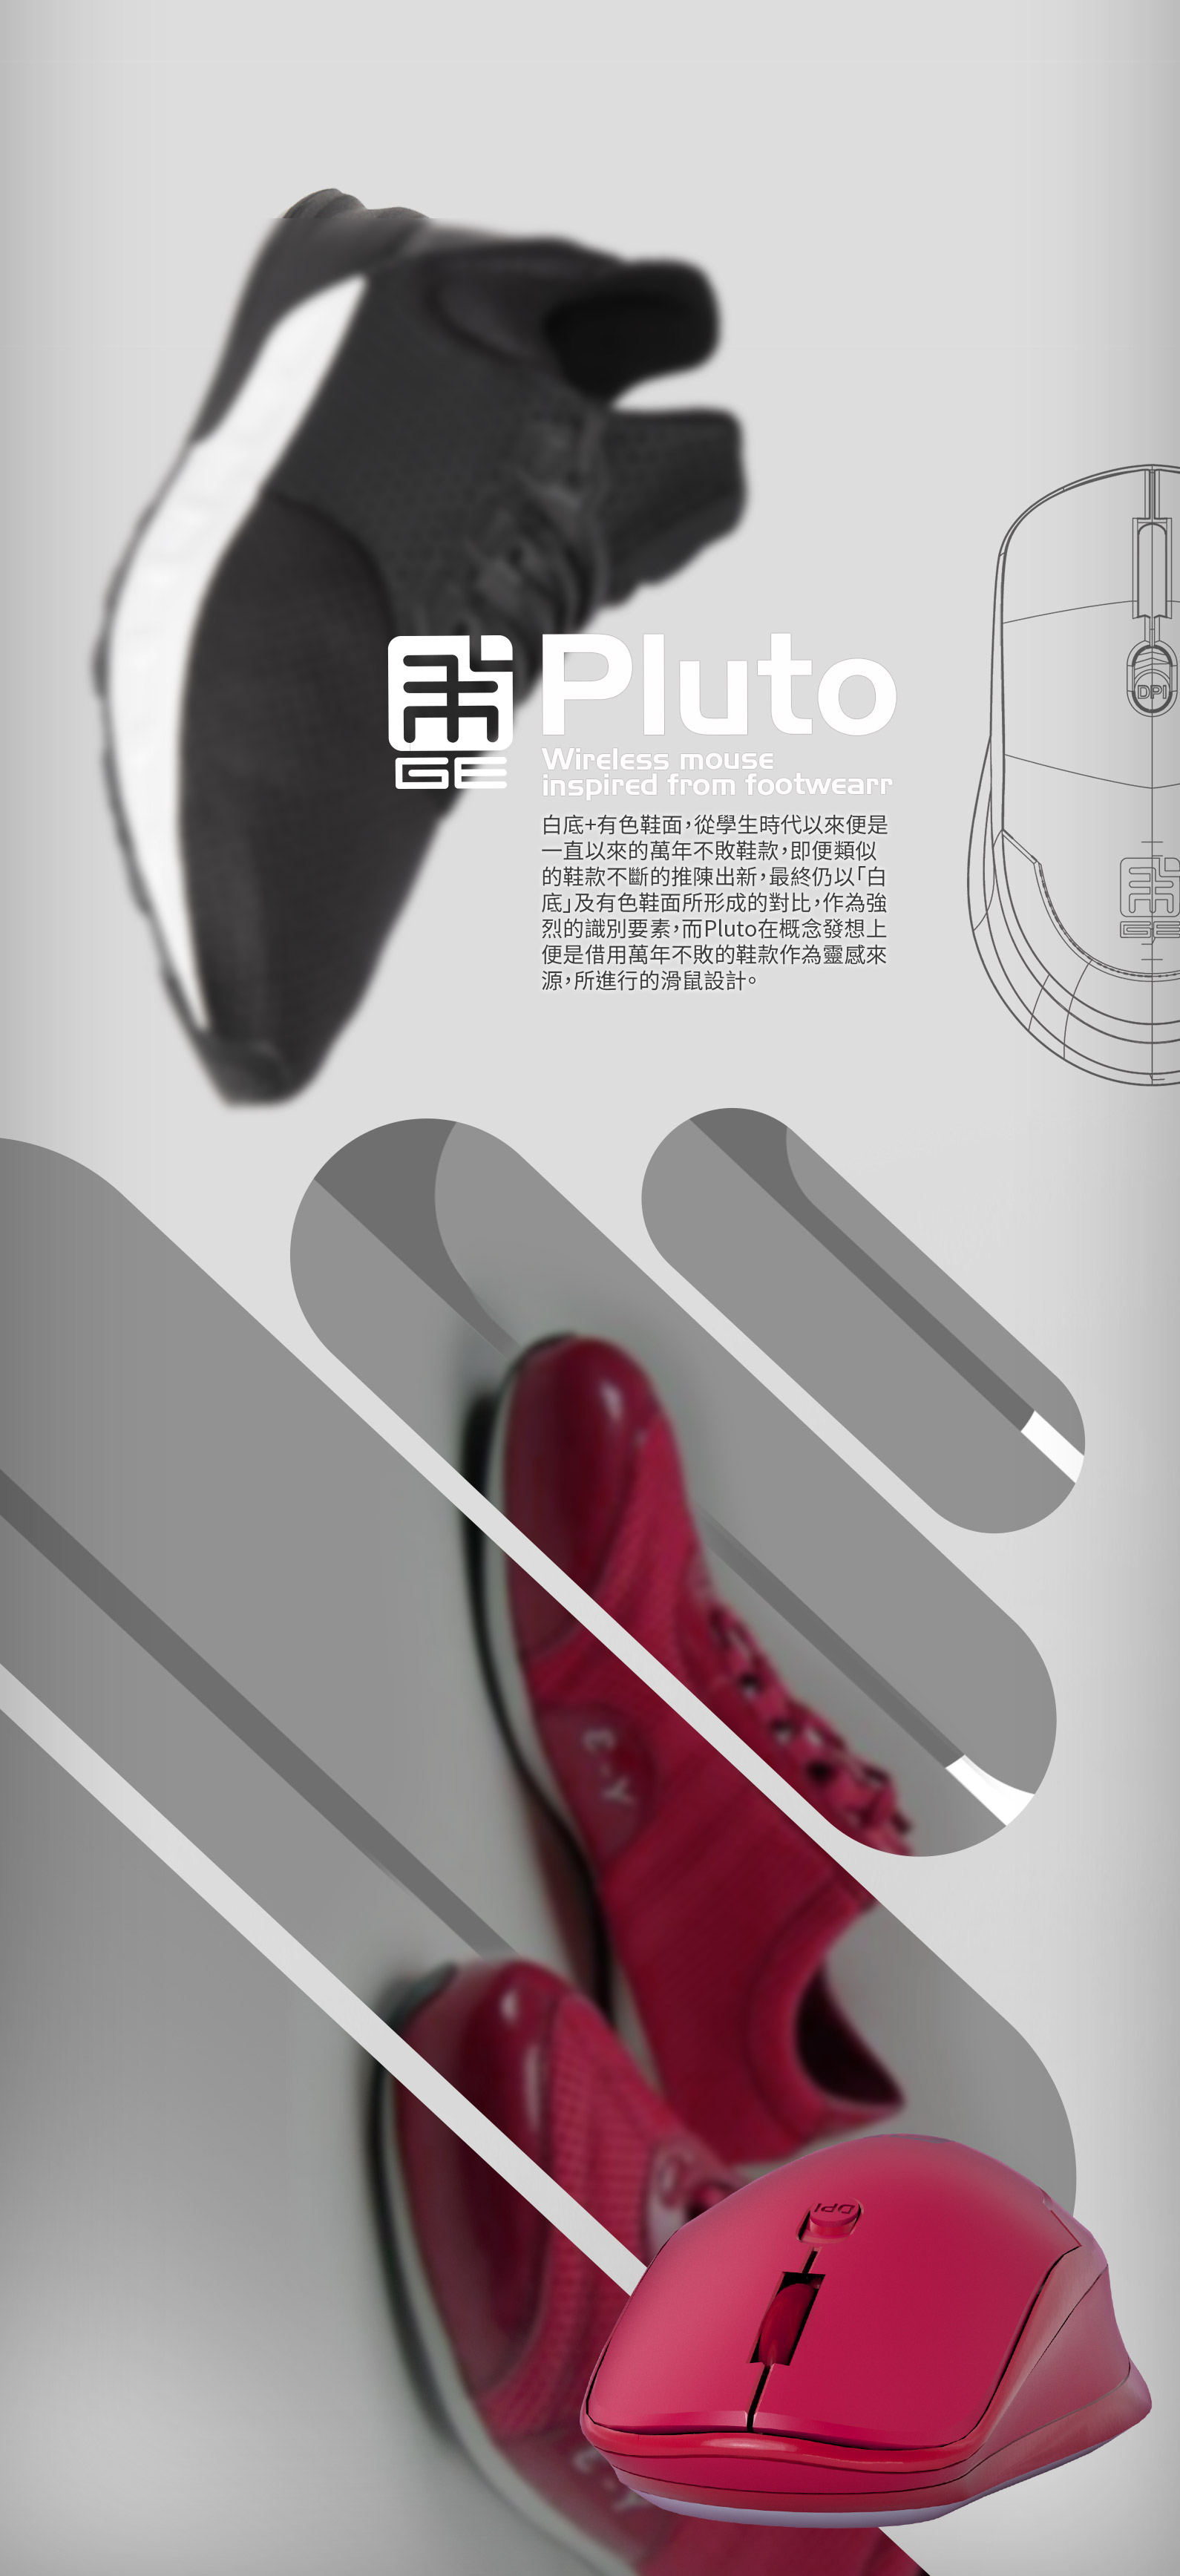 Pluto
GE
Wireless mouse
inspired from footwearr
白底+有色鞋面，從學生時代以來便是
一直以來的萬年不敗鞋款，即便類似
的鞋款不斷的推陳出新，最終仍以「白
底」及有色鞋面所形成的對比，作為強
烈的識別要素，而Pluto在概念發想上
便是借用萬年不敗的鞋款作為靈感來
源，所進行的滑鼠設計。
DPI
GE
DPI